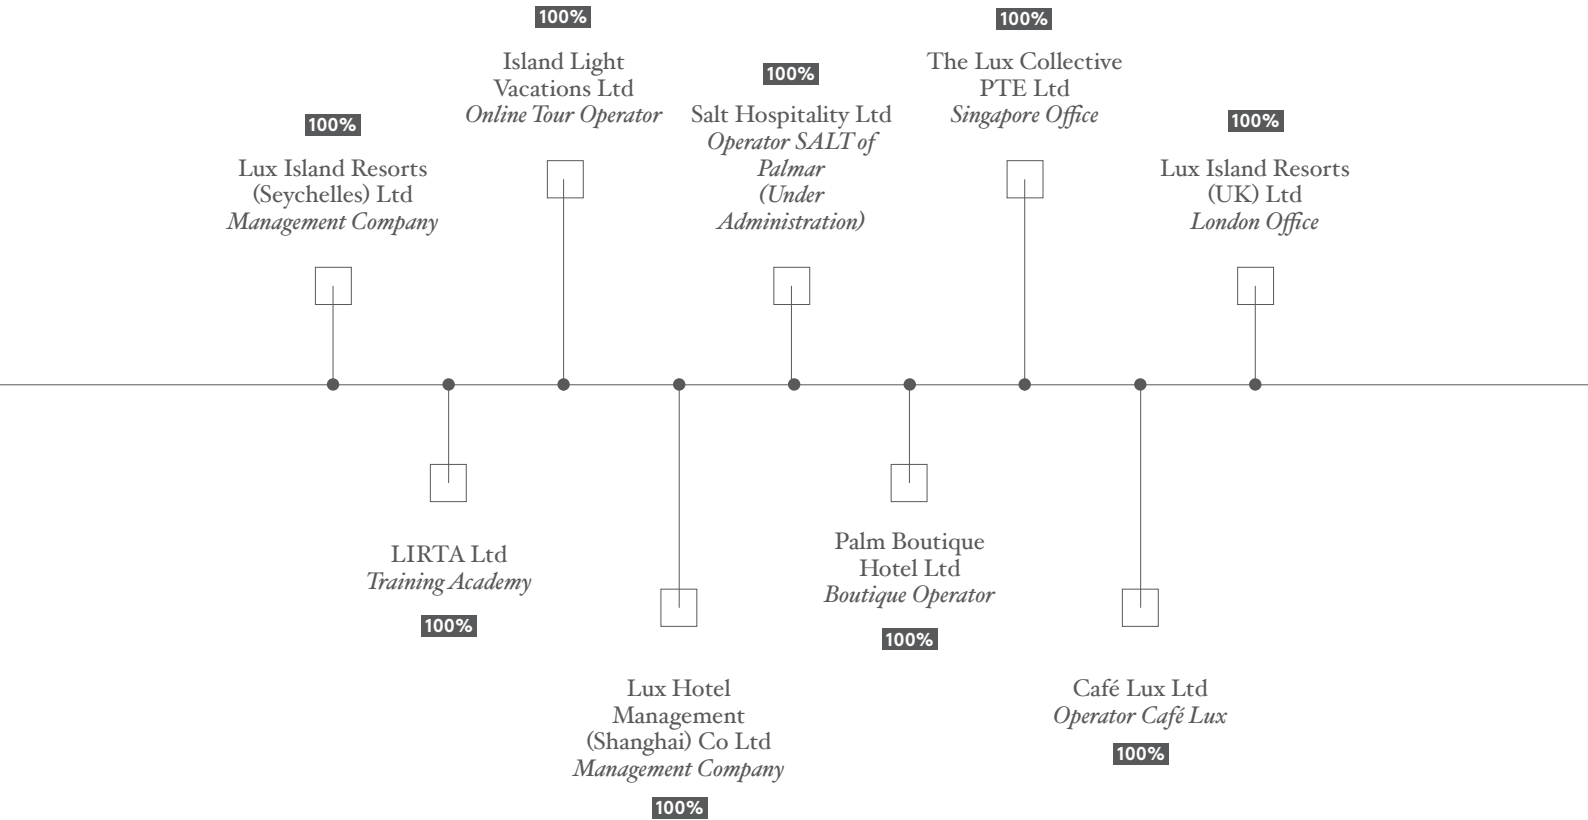 100%
Lux Island Resorts
(Seychelles) Ltd
Management Company
100%
Island Light
Vacations Ltd
Online Tour Operator
100%
Salt Hospitality Ltd
Operator SALT of
Palmar
(Under
Administration)
100%
The Lux Collective
PTE Ltd
Singapore Office
100%
Lux Island Resorts
(UK) Ltd
London Office
LIRTA Ltd
Training Academy
100%
Lux Hotel
Management
(Shanghai) Co Ltd
Management Company
100%
Palm Boutique
Hotel Ltd
Boutique Operator
100%
Café Lux Ltd
Operator Café Lux
100%